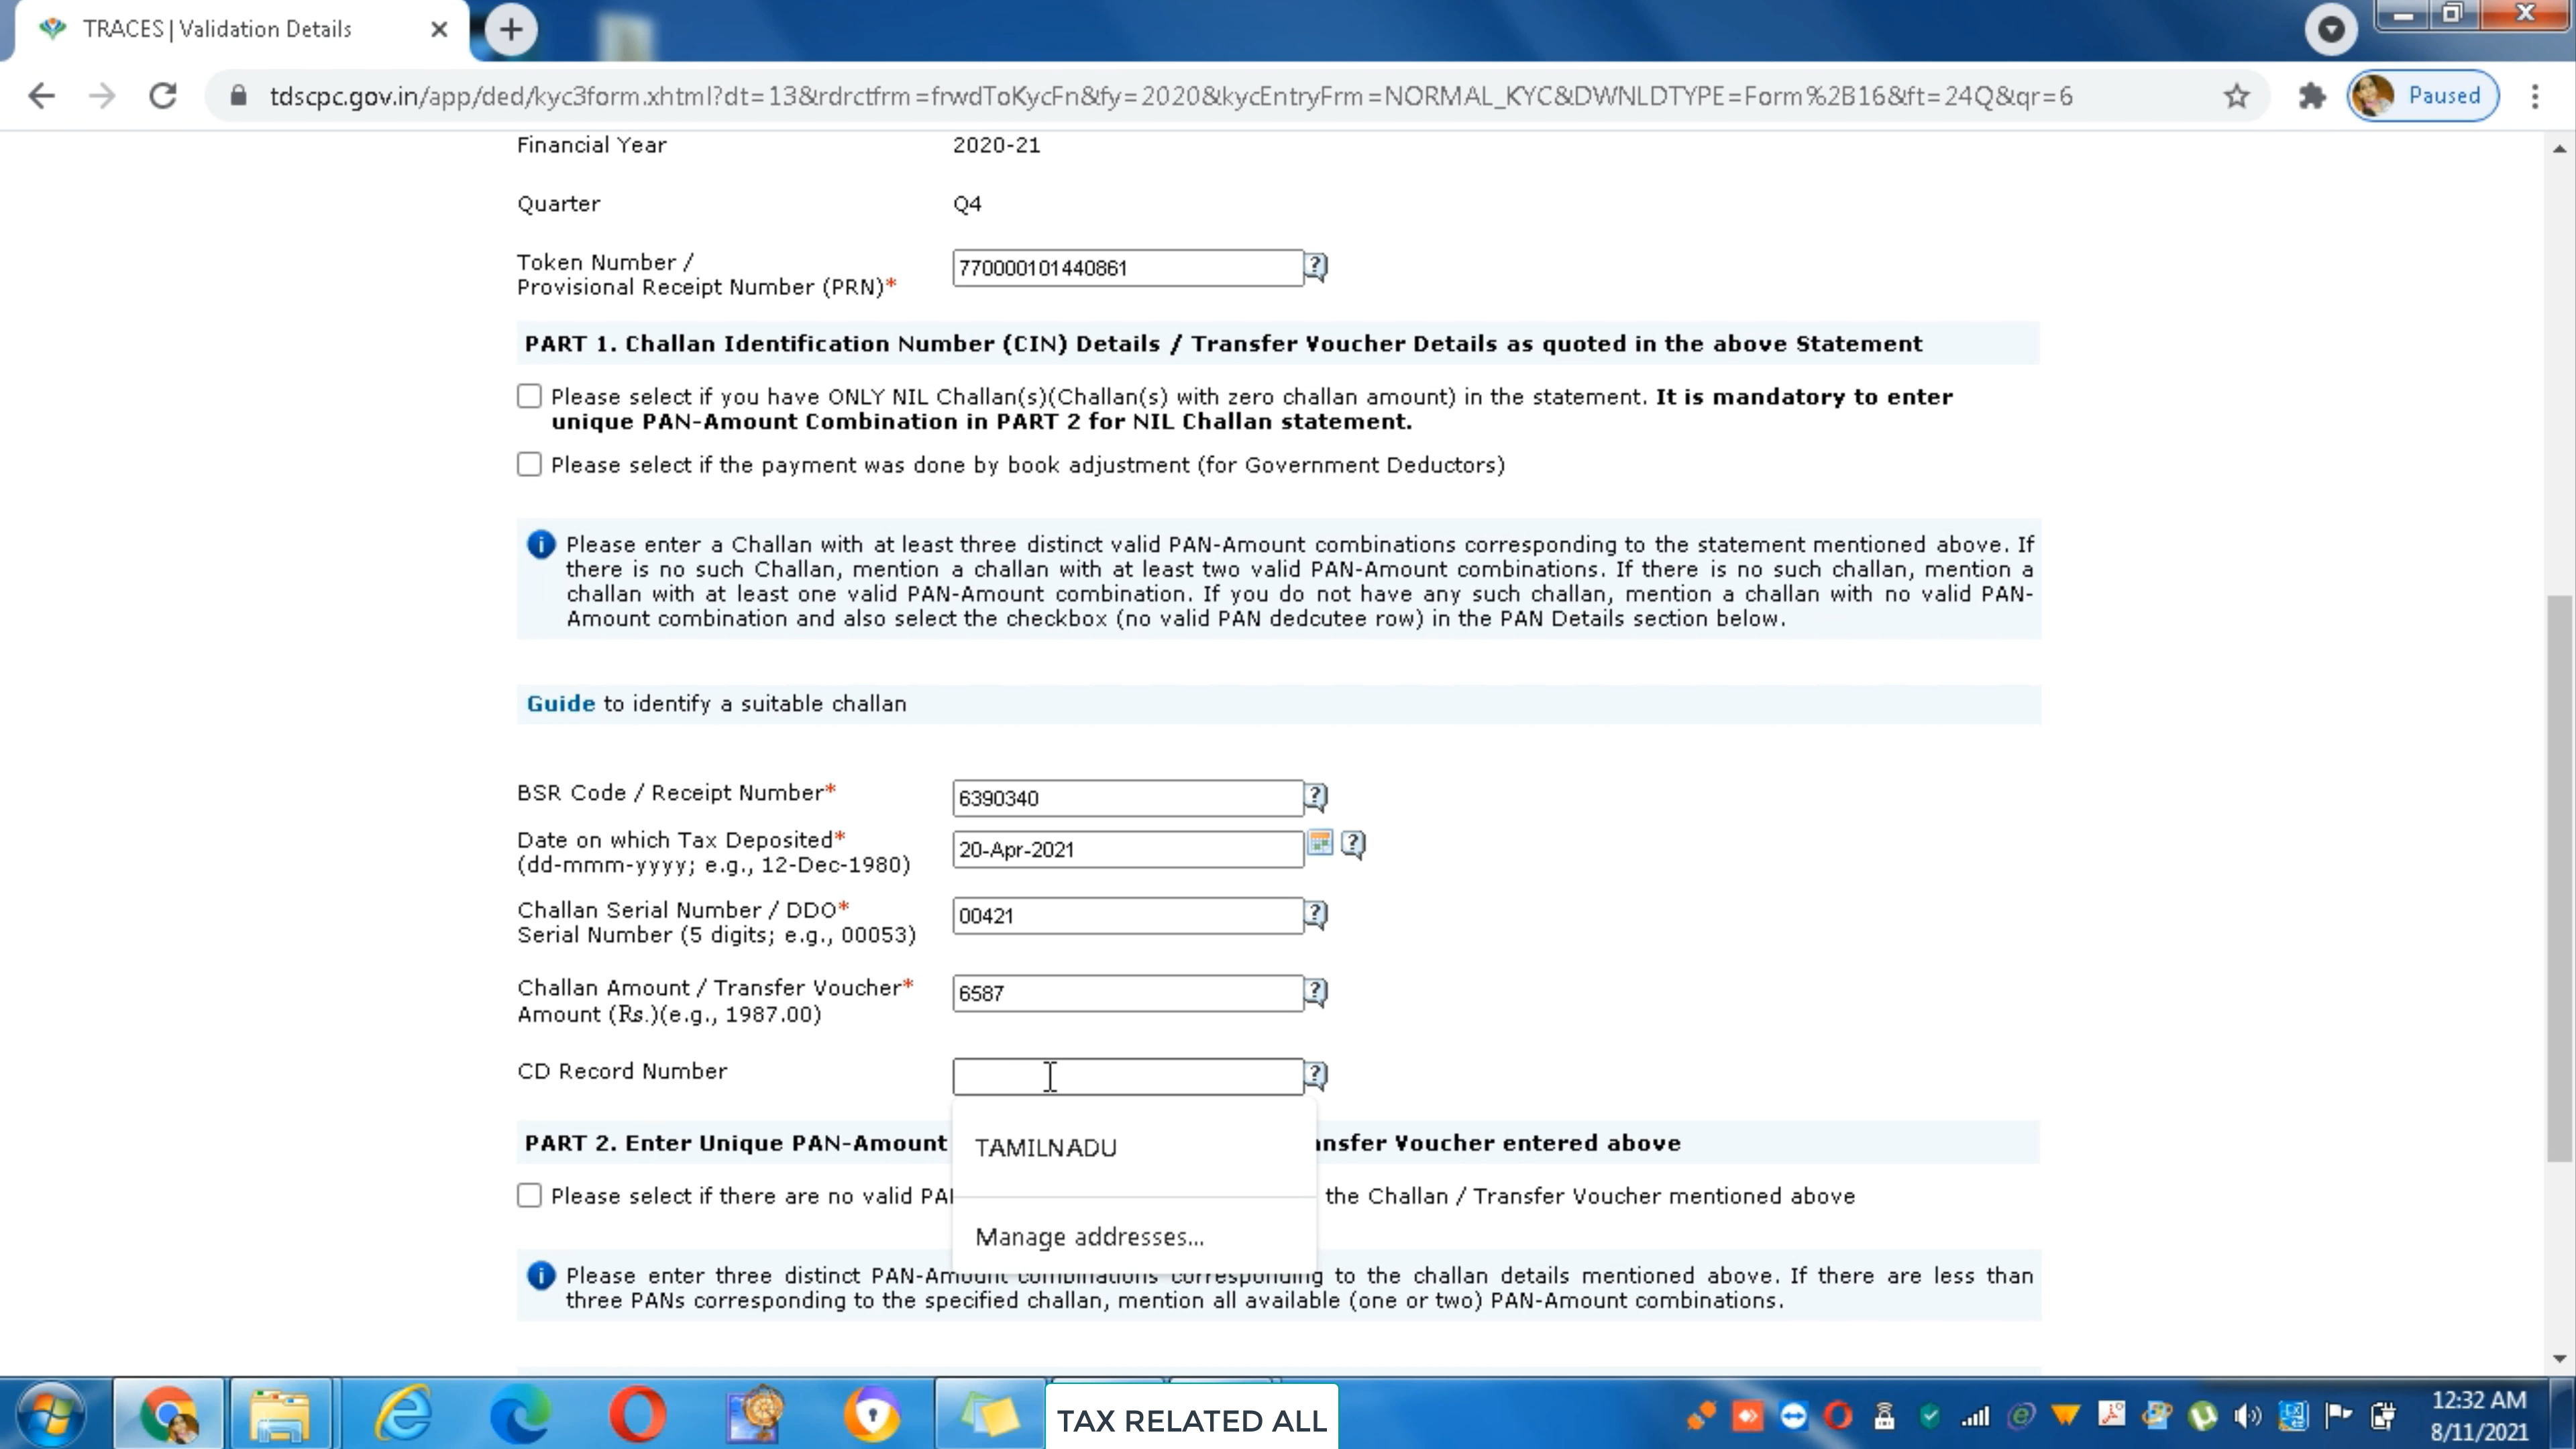 TRACES | Validation Details
tdscpc.gov.in/app/ded/kyc3form.xhtml?dt=13&rdrctfrm=frwdToKycFn&fy=2020&kycEntryFrm=NORMAL_KYC&DWNLDTYPE=Form%2B16&ft=24Q&qr=6
Paused
Financial Year 2020-21
Quarter Q4
Token Number /
Provisional Receipt Number (PRN)* 770000101440861
PART 1. Challan Identification Number (CIN) Details / Transfer Voucher Details as quoted in the above Statement
Please select if you have ONLY NIL Challan(s)(Challan(s) with zero challan amount) in the statement. It is mandatory to enter
unique PAN-Amount Combination in PART 2 for NIL Challan statement.
Please select if the payment was done by book adjustment (for Government Deductors)
Please enter a Challan with at least three distinct valid PAN-Amount combinations corresponding to the statement mentioned above. If
there is no such Challan, mention a challan with at least two valid PAN-Amount combinations. If there is no such challan, mention a
challan with at least one valid PAN-Amount combination. If you do not have any such challan, mention a challan with no valid PAN-
Amount combination and also select the checkbox (no valid PAN dedcutee row) in the PAN Details section below.
Guide to identify a suitable challan
BSR Code / Receipt Number* 6390340
Date on which Tax Deposited* 20-Apr-2021
(dd-mmm-yyyy; e.g., 12-Dec-1980)
Challan Serial Number / DDO* 00421
Serial Number (5 digits; e.g., 00053)
Challan Amount / Transfer Voucher* 6587
Amount (Rs.)(e.g., 1987.00)
CD Record Number
PART 2. Enter Unique PAN-Amount nsfer Voucher entered above
TAMILNADU
Please select if there are no valid PA the Challan / Transfer Voucher mentioned above
Manage addresses...
Please enter three distinct PAN-Amount combinations corresponding to the challan details mentioned above. If there are less than
three PANs corresponding to the specified challan, mention all available (one or two) PAN-Amount combinations.
TAX RELATED ALL
12:32 AM
8/11/2021